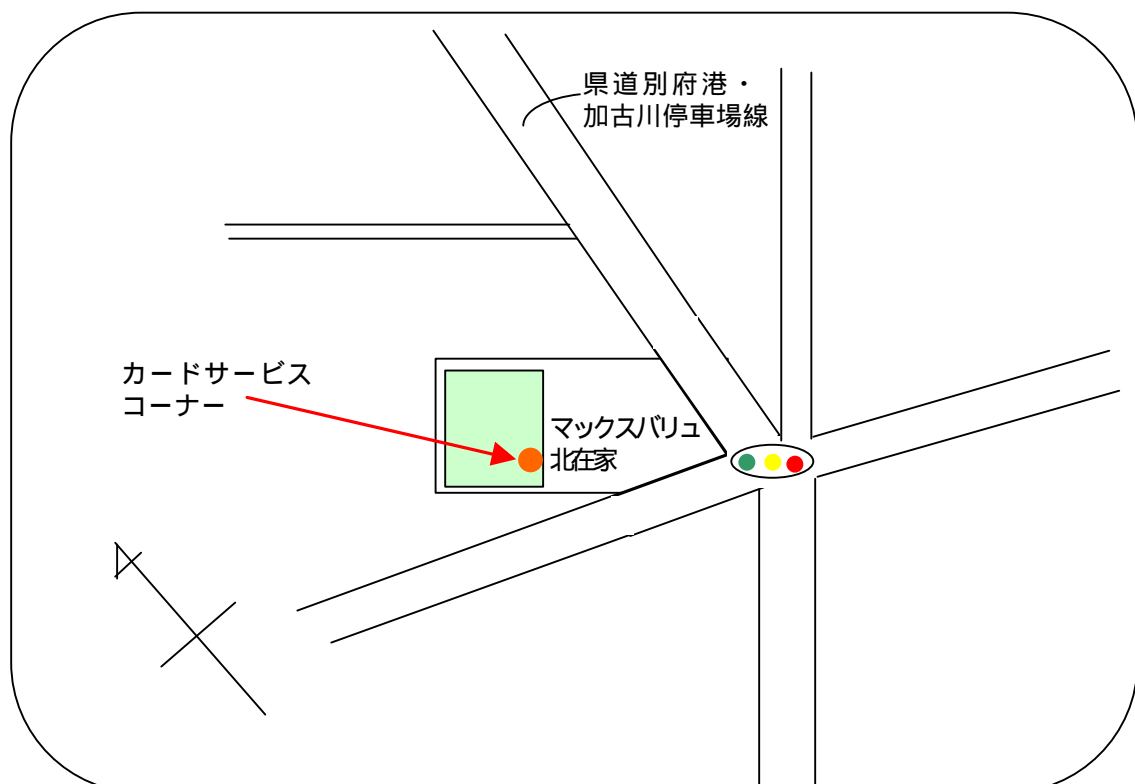 県道別府港・
加古川停車場線
カードサービス
コーナー
マックスバリュ
北在家